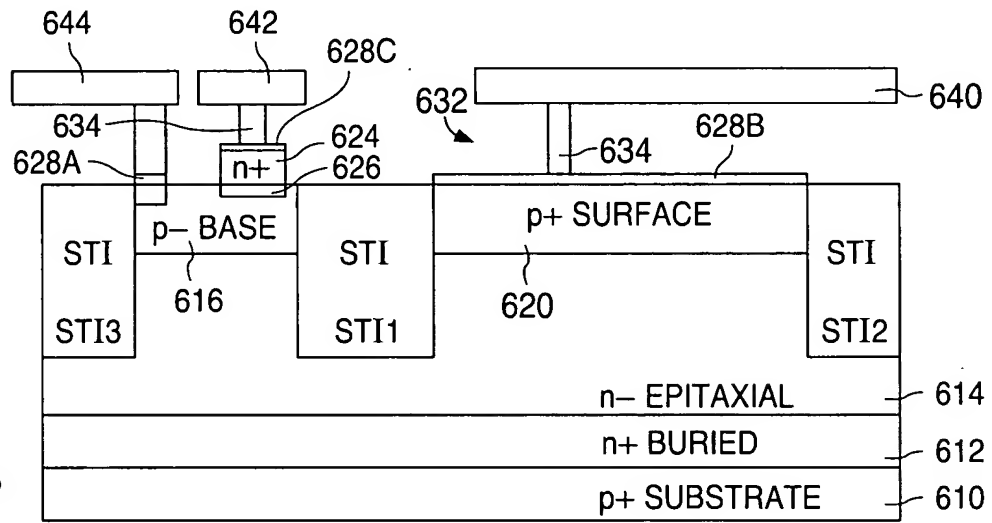 644
642
628C
632
640
634
624
628B
628A
n+
626
634
p− BASE
p+ SURFACE
STI
STI
STI
616
620
STI3
STI1
STI2
n− EPITAXIAL
614
n+ BURIED
612
p+ SUBSTRATE
610